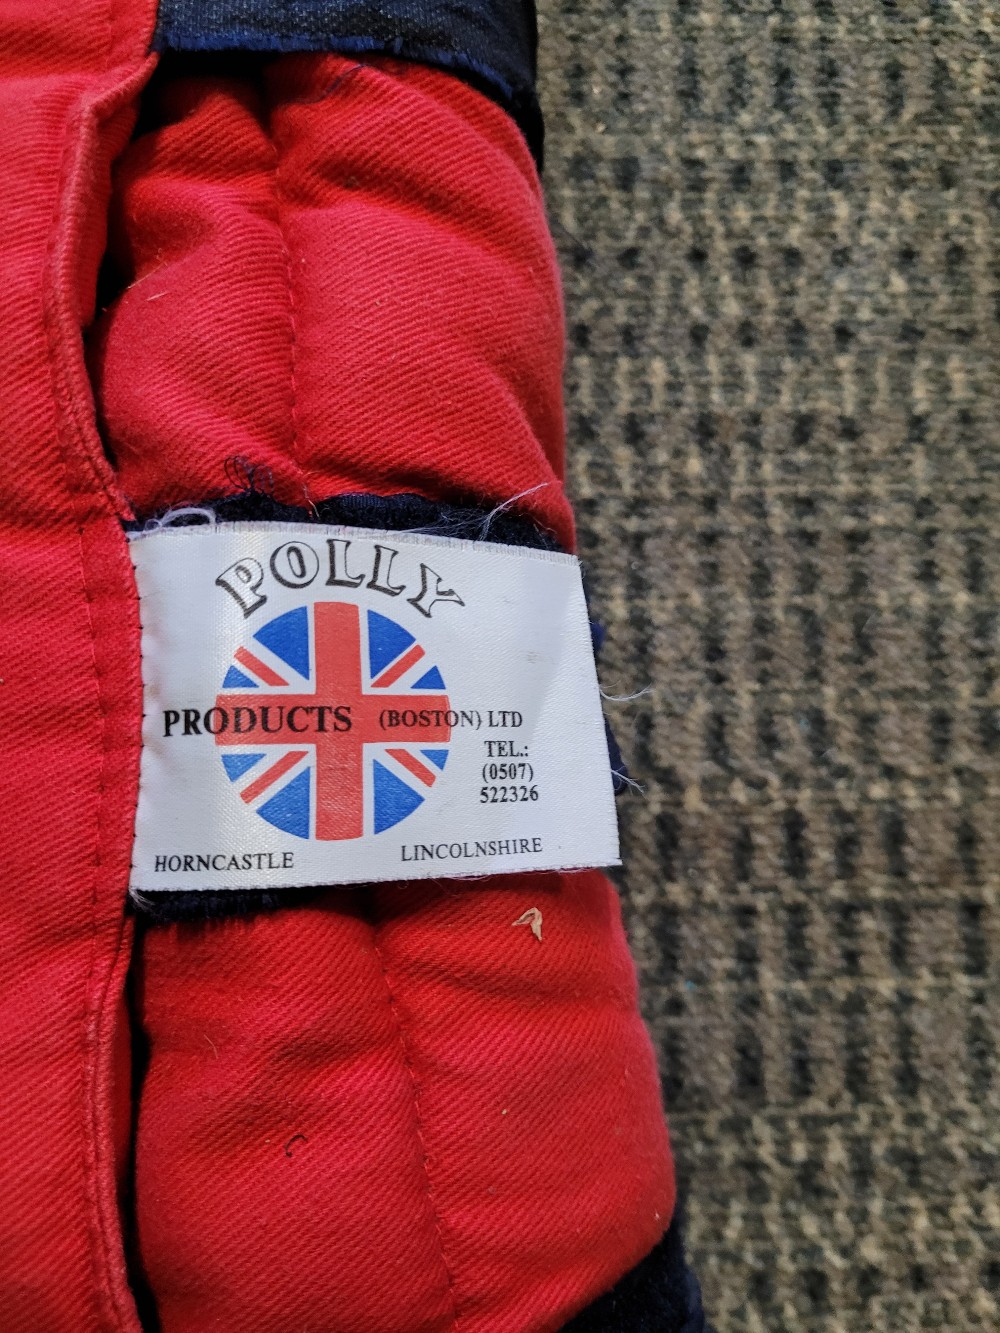 POLLY
PRODUCTS (BOSTON) LTD
TEL.:
(0507)
522326
HORNCASTLE LINCOLNSHIRE